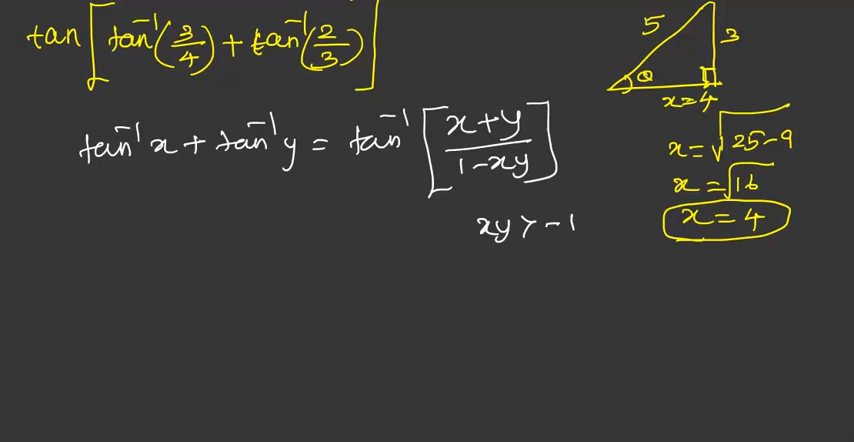 tan[tan⁻¹(3/4) + tan⁻¹(2/3)]
tan⁻¹x + tan⁻¹y = tan⁻¹[(x+y)/(1-xy)]
xy > -1
5
3
θ
x=4
x=√(25-9)
x=√16
x=4